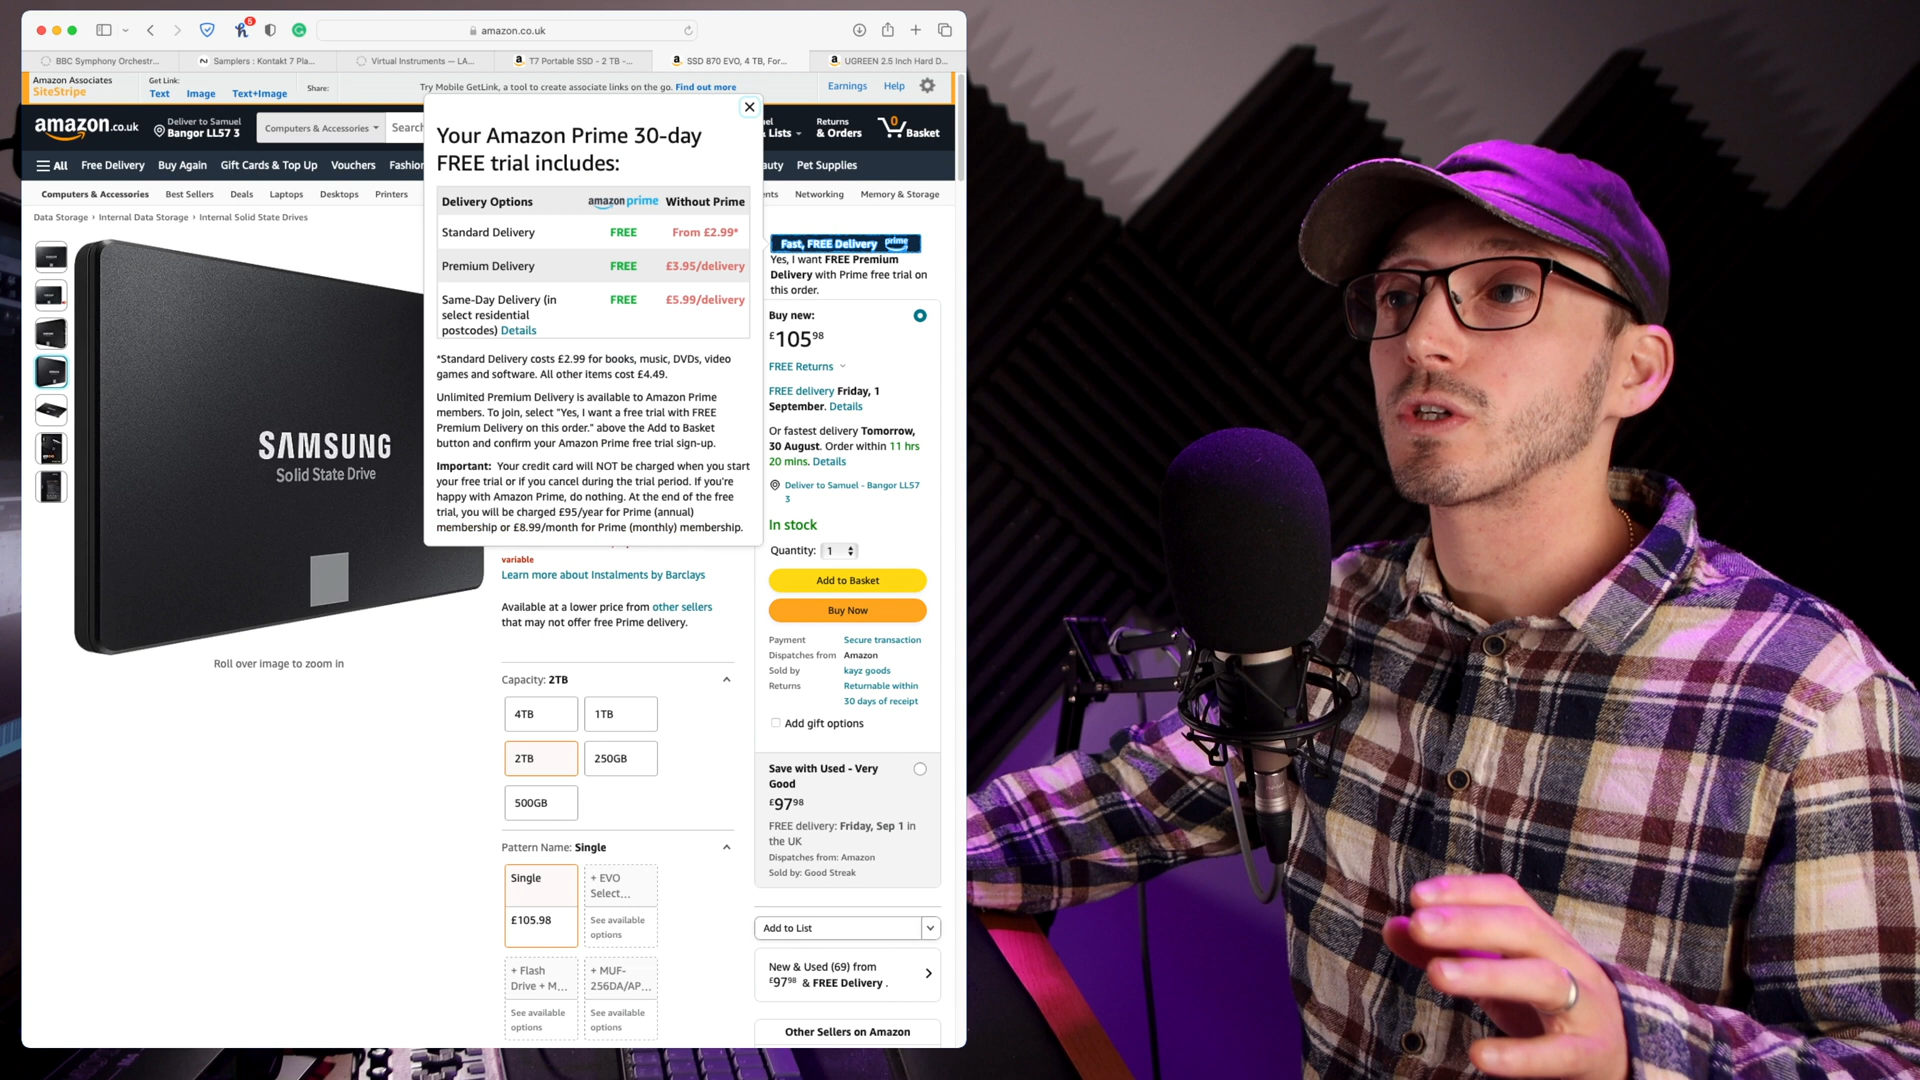 5
amazon.co.uk
BBC Symphony Orchestr...
Samplers : Kontakt 7 Pla...
Virtual Instruments — LA...
T7 Portable SSD - 2 TB -...
SSD 870 EVO, 4 TB, For...
UGREEN 2.5 Inch Hard D...
Amazon Associates
SiteStripe
Get Link:
Text Image Text+Image
Share:
Try Mobile GetLink, a tool to create associate links on the go. Find out more
Earnings Help
amazon.co.uk
Deliver to Samuel
Bangor LL57 3
Computers & Accessories
Search
& Lists
Returns
& Orders
0
Basket
All Free Delivery Buy Again Gift Cards & Top Up Vouchers Fashion
auty Pet Supplies
Computers & Accessories Best Sellers Deals Laptops Desktops Printers
ents Networking Memory & Storage
Data Storage › Internal Data Storage › Internal Solid State Drives
SAMSUNG
Solid State Drive
Roll over image to zoom in
Your Amazon Prime 30-day
FREE trial includes:
Delivery Options amazon prime Without Prime
Standard Delivery FREE From £2.99*
Premium Delivery FREE £3.95/delivery
Same-Day Delivery (in FREE £5.99/delivery
select residential
postcodes) Details
*Standard Delivery costs £2.99 for books, music, DVDs, video
games and software. All other items cost £4.49.
Unlimited Premium Delivery is available to Amazon Prime
members. To join, select "Yes, I want a free trial with FREE
Premium Delivery on this order." above the Add to Basket
button and confirm your Amazon Prime free trial sign-up.
Important: Your credit card will NOT be charged when you start
your free trial or if you cancel during the trial period. If you're
happy with Amazon Prime, do nothing. At the end of the free
trial, you will be charged £95/year for Prime (annual)
membership or £8.99/month for Prime (monthly) membership.
variable
Learn more about Instalments by Barclays
Available at a lower price from other sellers
that may not offer free Prime delivery.
Capacity: 2TB
4TB 1TB
2TB 250GB
500GB
Pattern Name: Single
Single
£105.98
+ EVO
Select...
See available
options
+ Flash
Drive + M...
See available
options
+ MUF-
256DA/AP...
See available
options
Fast, FREE Delivery prime
Yes, I want FREE Premium
Delivery with Prime free trial on
this order.
Buy new:
£105 98
FREE Returns
FREE delivery Friday, 1
September. Details
Or fastest delivery Tomorrow,
30 August. Order within 11 hrs
20 mins. Details
Deliver to Samuel - Bangor LL57
3
In stock
Quantity: 1
Add to Basket
Buy Now
Payment Secure transaction
Dispatches from Amazon
Sold by kayz goods
Returns Returnable within
30 days of receipt
Add gift options
Save with Used - Very
Good
£97 98
FREE delivery: Friday, Sep 1 in
the UK
Dispatches from: Amazon
Sold by: Good Streak
Add to List
New & Used (69) from
£97 98 & FREE Delivery .
Other Sellers on Amazon